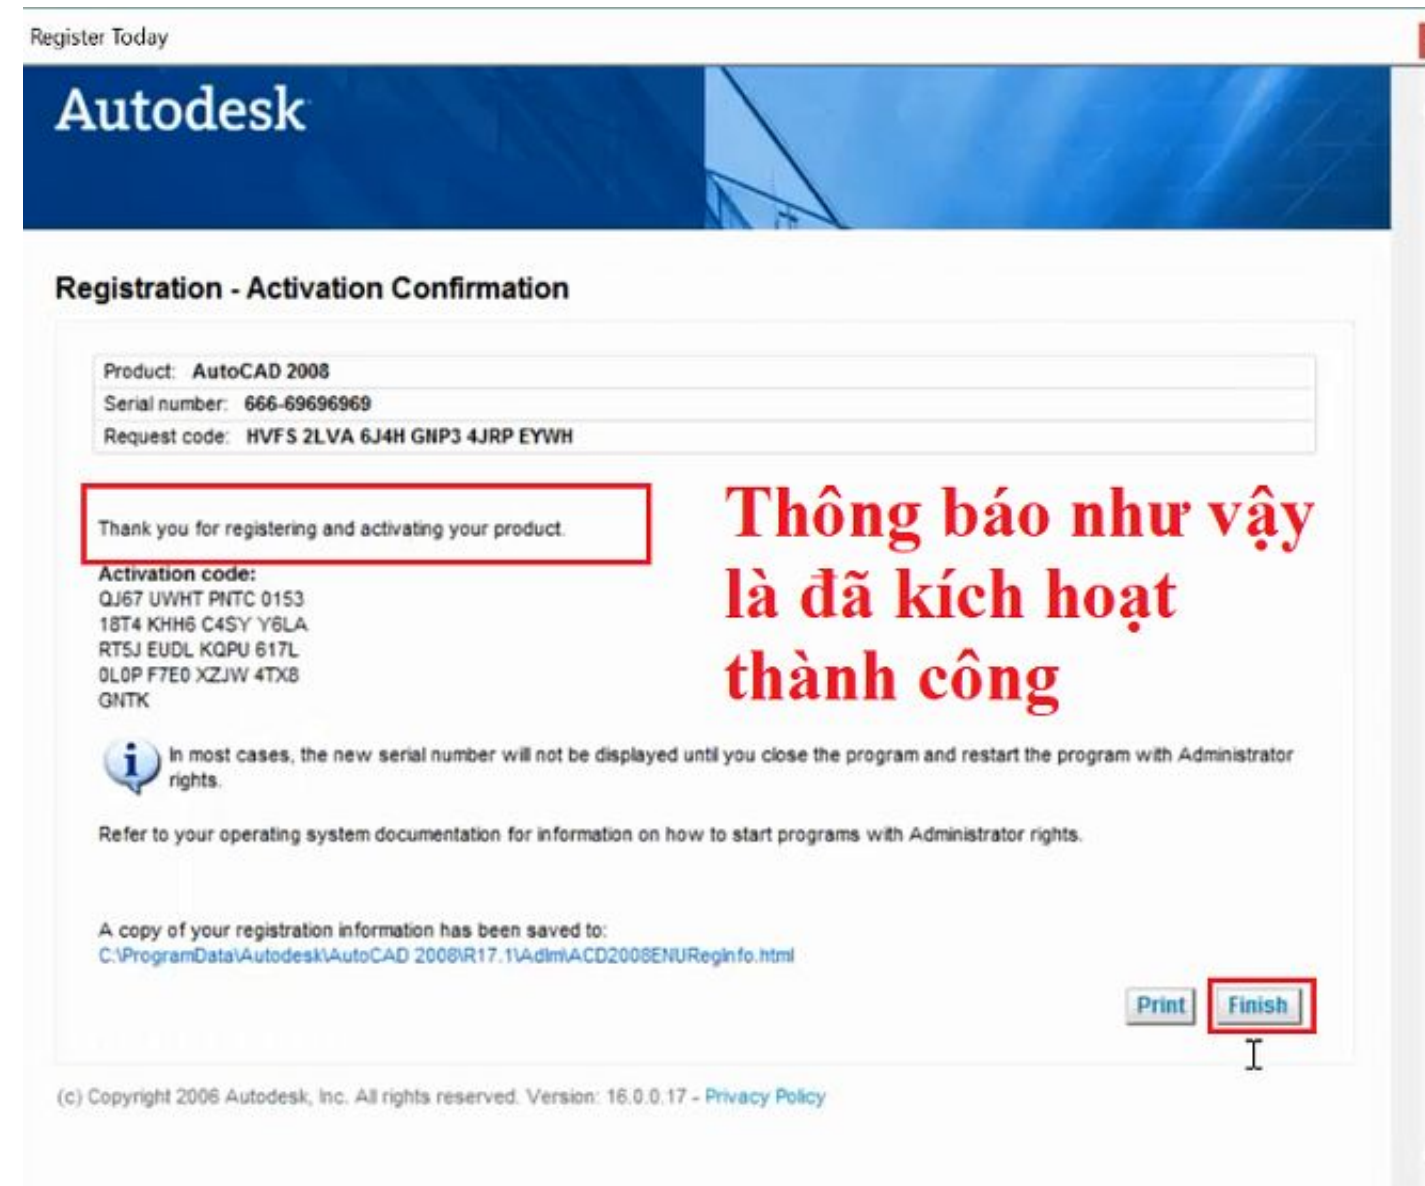 Register Today
Autodesk
Registration - Activation Confirmation
Product: AutoCAD 2008
Serial number: 666-69696969
Request code: HVFS 2LVA 6J4H GNP3 4JRP EYWH
Thank you for registering and activating your product.
Thông báo như vậy
là đã kích hoạt
thành công
Activation code:
QJ67 UWHT PNTC 0153
18T4 KHH6 C4SY Y6LA
RT5J EUDL KQPU 617L
0L0P F7E0 XZJW 4TX8
GNTK
In most cases, the new serial number will not be displayed until you close the program and restart the program with Administrator
rights.
Refer to your operating system documentation for information on how to start programs with Administrator rights.
A copy of your registration information has been saved to:
C:\ProgramData\Autodesk\AutoCAD 2008\R17.1\Adlm\ACD2008ENURegInfo.html
Print Finish
(c) Copyright 2006 Autodesk, Inc. All rights reserved. Version: 16.0.0.17 - Privacy Policy